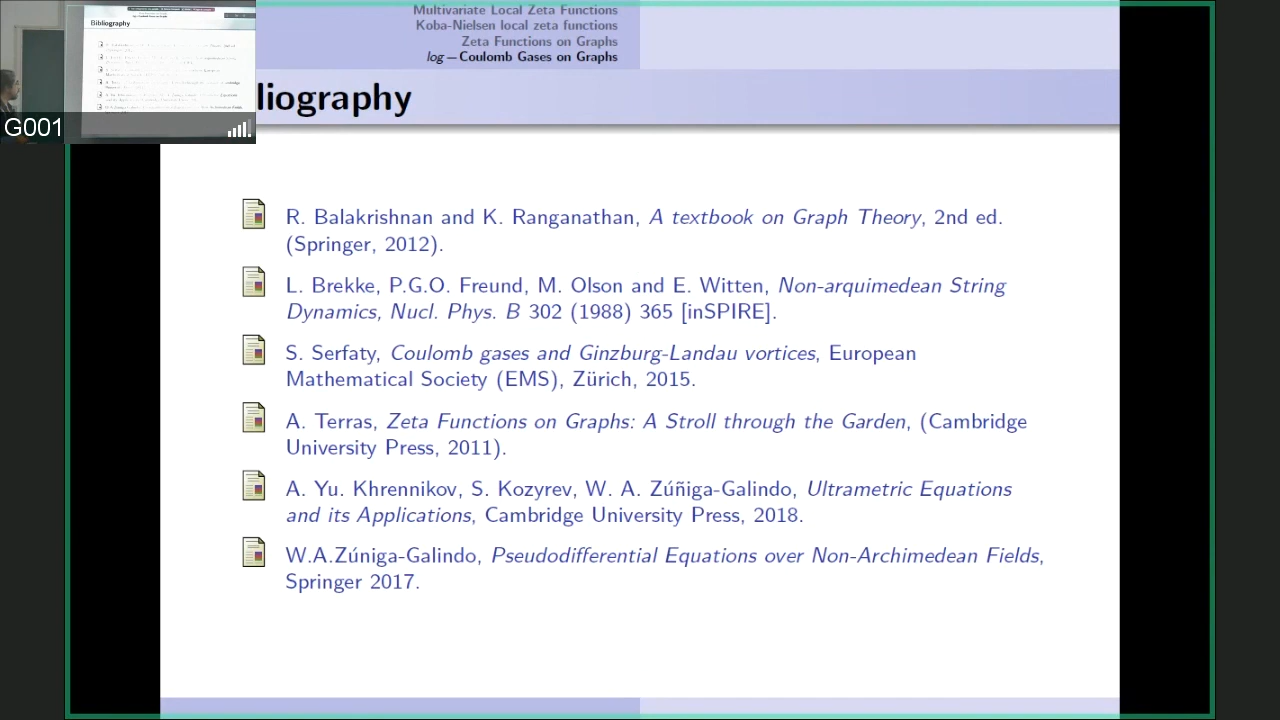 Bibliography
G001
Multivariate Local Zeta Functions
Koba-Nielsen local zeta functions
Zeta Functions on Graphs
log − Coulomb Gases on Graphs
liography
R. Balakrishnan and K. Ranganathan, A textbook on Graph Theory, 2nd ed.
(Springer, 2012).
L. Brekke, P.G.O. Freund, M. Olson and E. Witten, Non-arquimedean String
Dynamics, Nucl. Phys. B 302 (1988) 365 [inSPIRE].
S. Serfaty, Coulomb gases and Ginzburg-Landau vortices, European
Mathematical Society (EMS), Zürich, 2015.
A. Terras, Zeta Functions on Graphs: A Stroll through the Garden, (Cambridge
University Press, 2011).
A. Yu. Khrennikov, S. Kozyrev, W. A. Zúñiga-Galindo, Ultrametric Equations
and its Applications, Cambridge University Press, 2018.
W.A.Zúniga-Galindo, Pseudodifferential Equations over Non-Archimedean Fields,
Springer 2017.